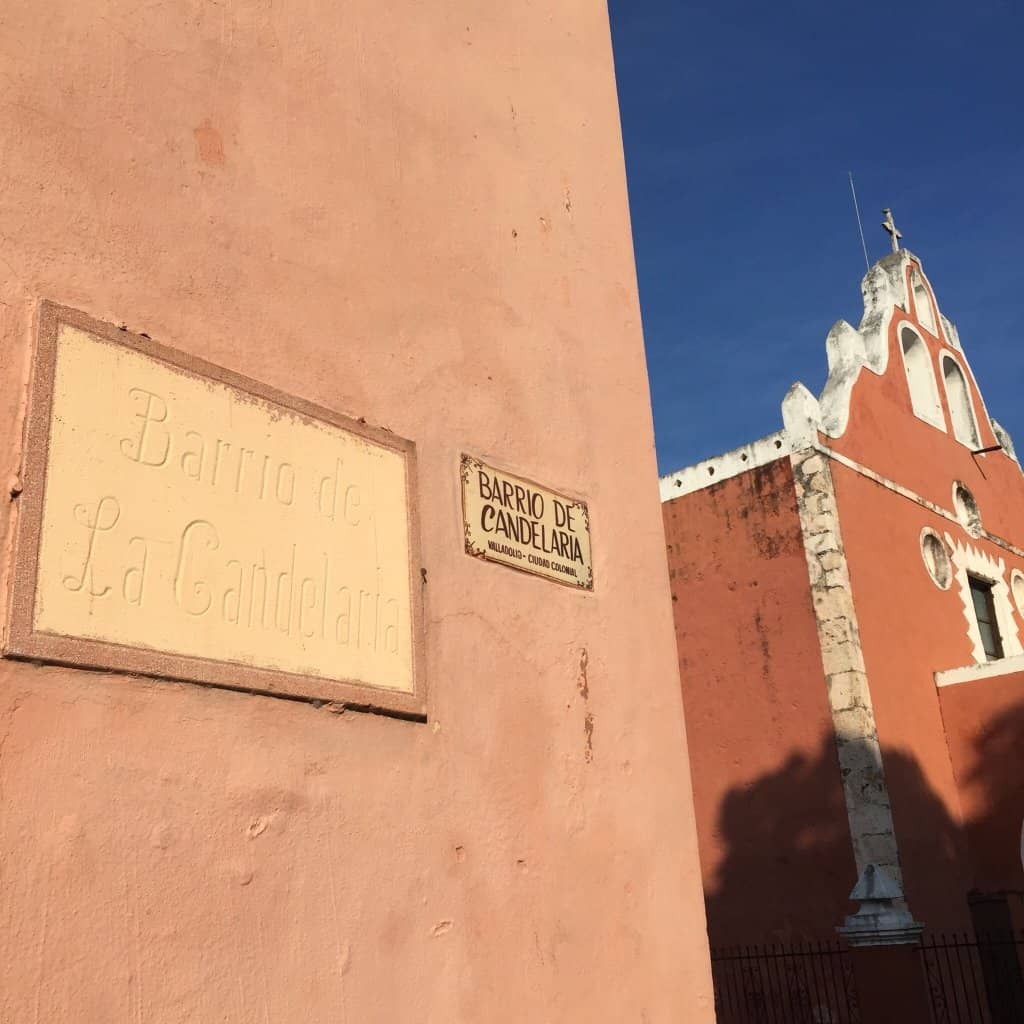 Barrio de
La Candelaria
BARRIO DE
CANDELARIA
VALLADOLID - CIUDAD COLONIAL